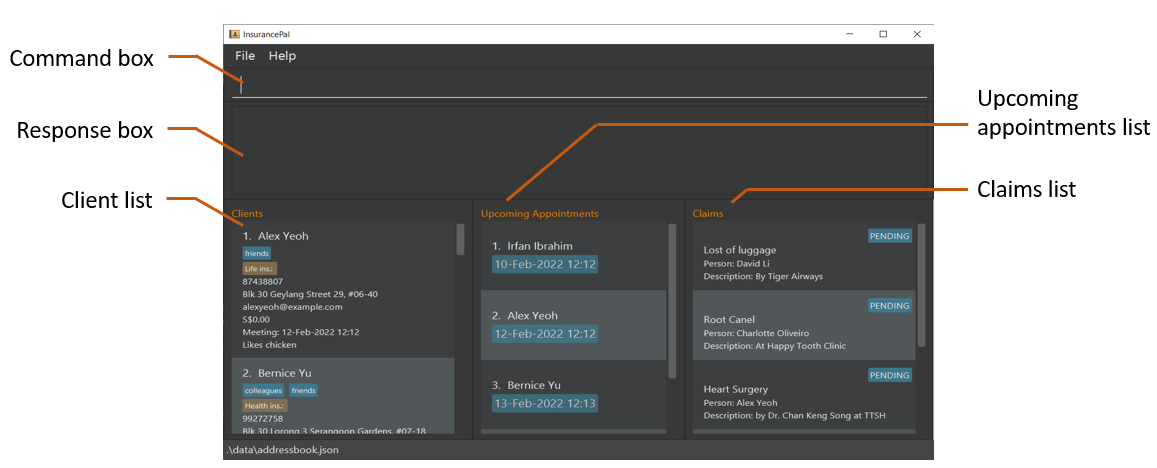 InsurancePal
File Help
Command box
Response box
Client list
Upcoming
appointments list
Claims list
Clients
1. Alex Yeoh
friends
Life ins.:
87438807
Blk 30 Geylang Street 29, #06-40
alexyeoh@example.com
S$0.00
Meeting: 12-Feb-2022 12:12
Likes chicken
2. Bernice Yu
colleagues friends
Health ins.:
99272758
Blk 30 Lorong 3 Serangoon Gardens, #07-18
Upcoming Appointments
1. Irfan Ibrahim
10-Feb-2022 12:12
2. Alex Yeoh
12-Feb-2022 12:12
3. Bernice Yu
13-Feb-2022 12:13
Claims
PENDING
Lost of luggage
Person: David Li
Description: By Tiger Airways
PENDING
Root Canel
Person: Charlotte Oliveiro
Description: At Happy Tooth Clinic
PENDING
Heart Surgery
Person: Alex Yeoh
Description: by Dr. Chan Keng Song at TTSH
.\data\addressbook.json